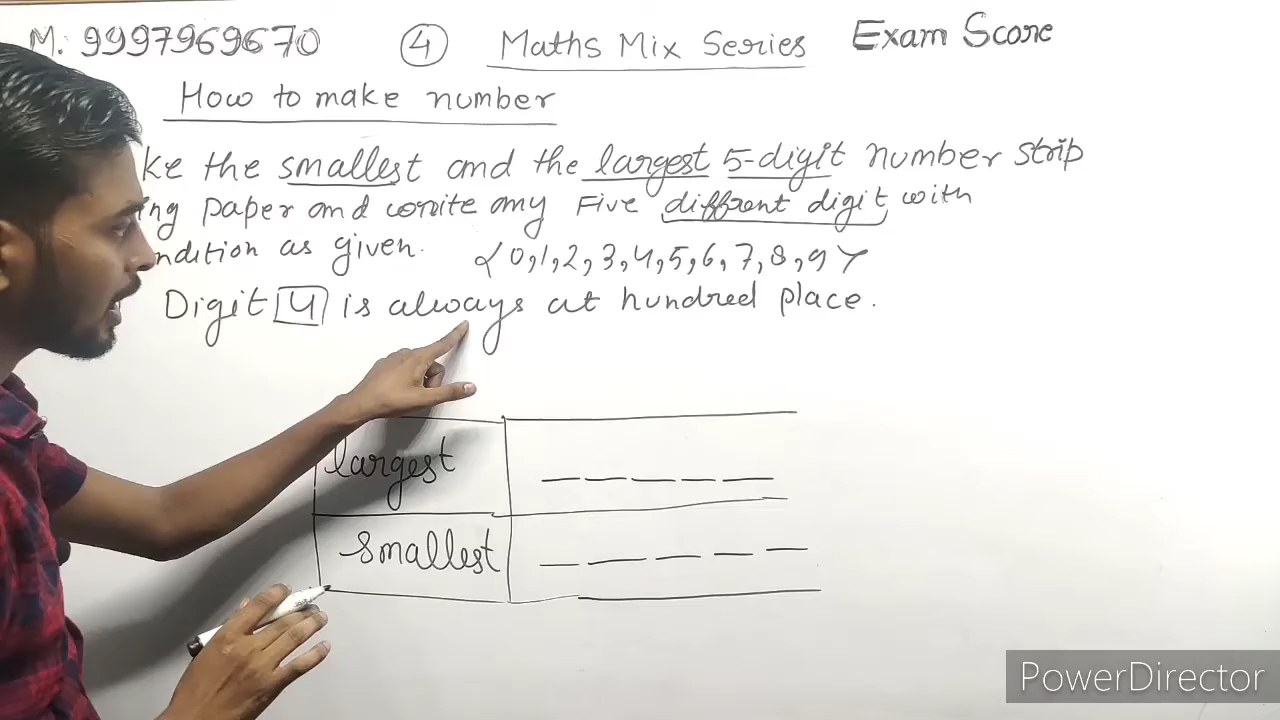 M. 9997969670 4 Maths Mix Series Exam Score
How to make number
ke the smallest and the largest 5-digit number strip
ing paper and write any Five diffrent digit with
ndition as given. < 0,1,2,3,4,5,6,7,8,9 >
Digit 4 is always at hundred place.
largest _ _ _ _ _
smallest _ _ _ _ _
PowerDirector